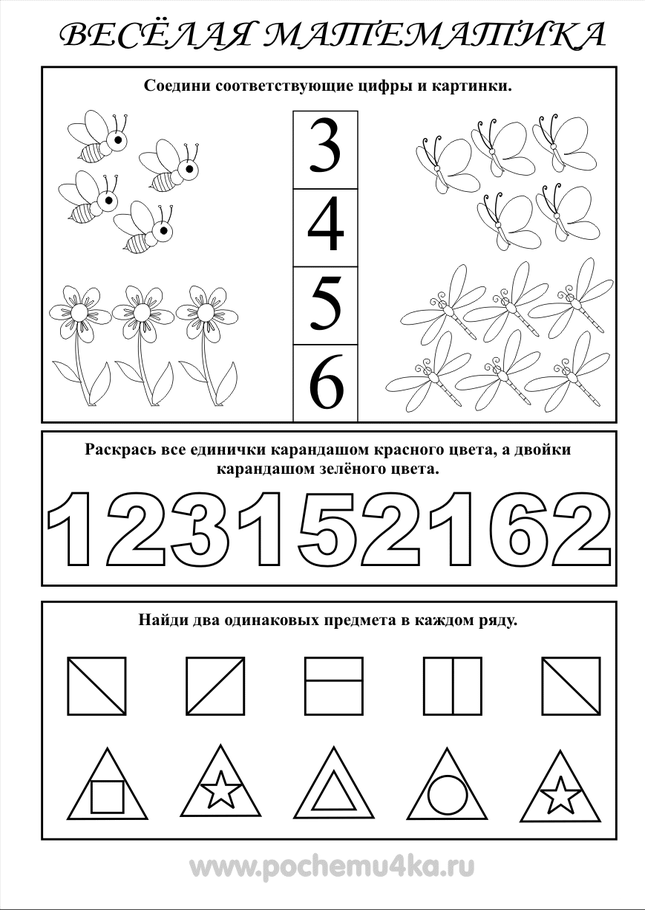 ВЕСЁЛАЯ МАТЕМАТИКА
Соедини соответствующие цифры и картинки.
3
4
5
6
Раскрась все единички карандашом красного цвета, а двойки
карандашом зелёного цвета.
123152162
Найди два одинаковых предмета в каждом ряду.
www.pochemu4ka.ru